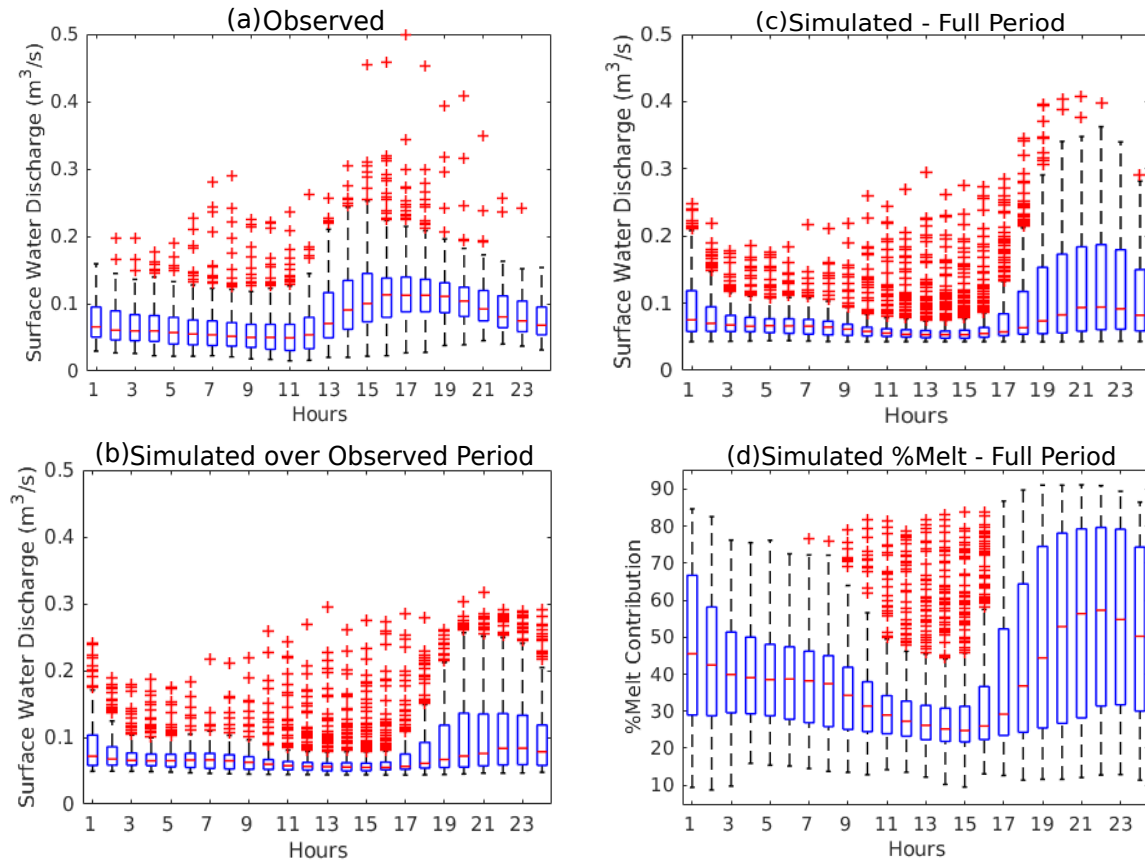 (a)Observed
Surface Water Discharge (m³/s)
0.5
0.4
0.3
0.2
0.1
0
1 3 5 7 9 11 13 15 17 19 21 23
Hours
(b)Simulated over Observed Period
Surface Water Discharge (m³/s)
0.5
0.4
0.3
0.2
0.1
0
1 3 5 7 9 11 13 15 17 19 21 23
Hours
(c)Simulated - Full Period
Surface Water Discharge (m³/s)
0.5
0.4
0.3
0.2
0.1
0
1 3 5 7 9 11 13 15 17 19 21 23
Hours
(d)Simulated %Melt - Full Period
%Melt Contribution
90
80
70
60
50
40
30
20
10
1 3 5 7 9 11 13 15 17 19 21 23
Hours